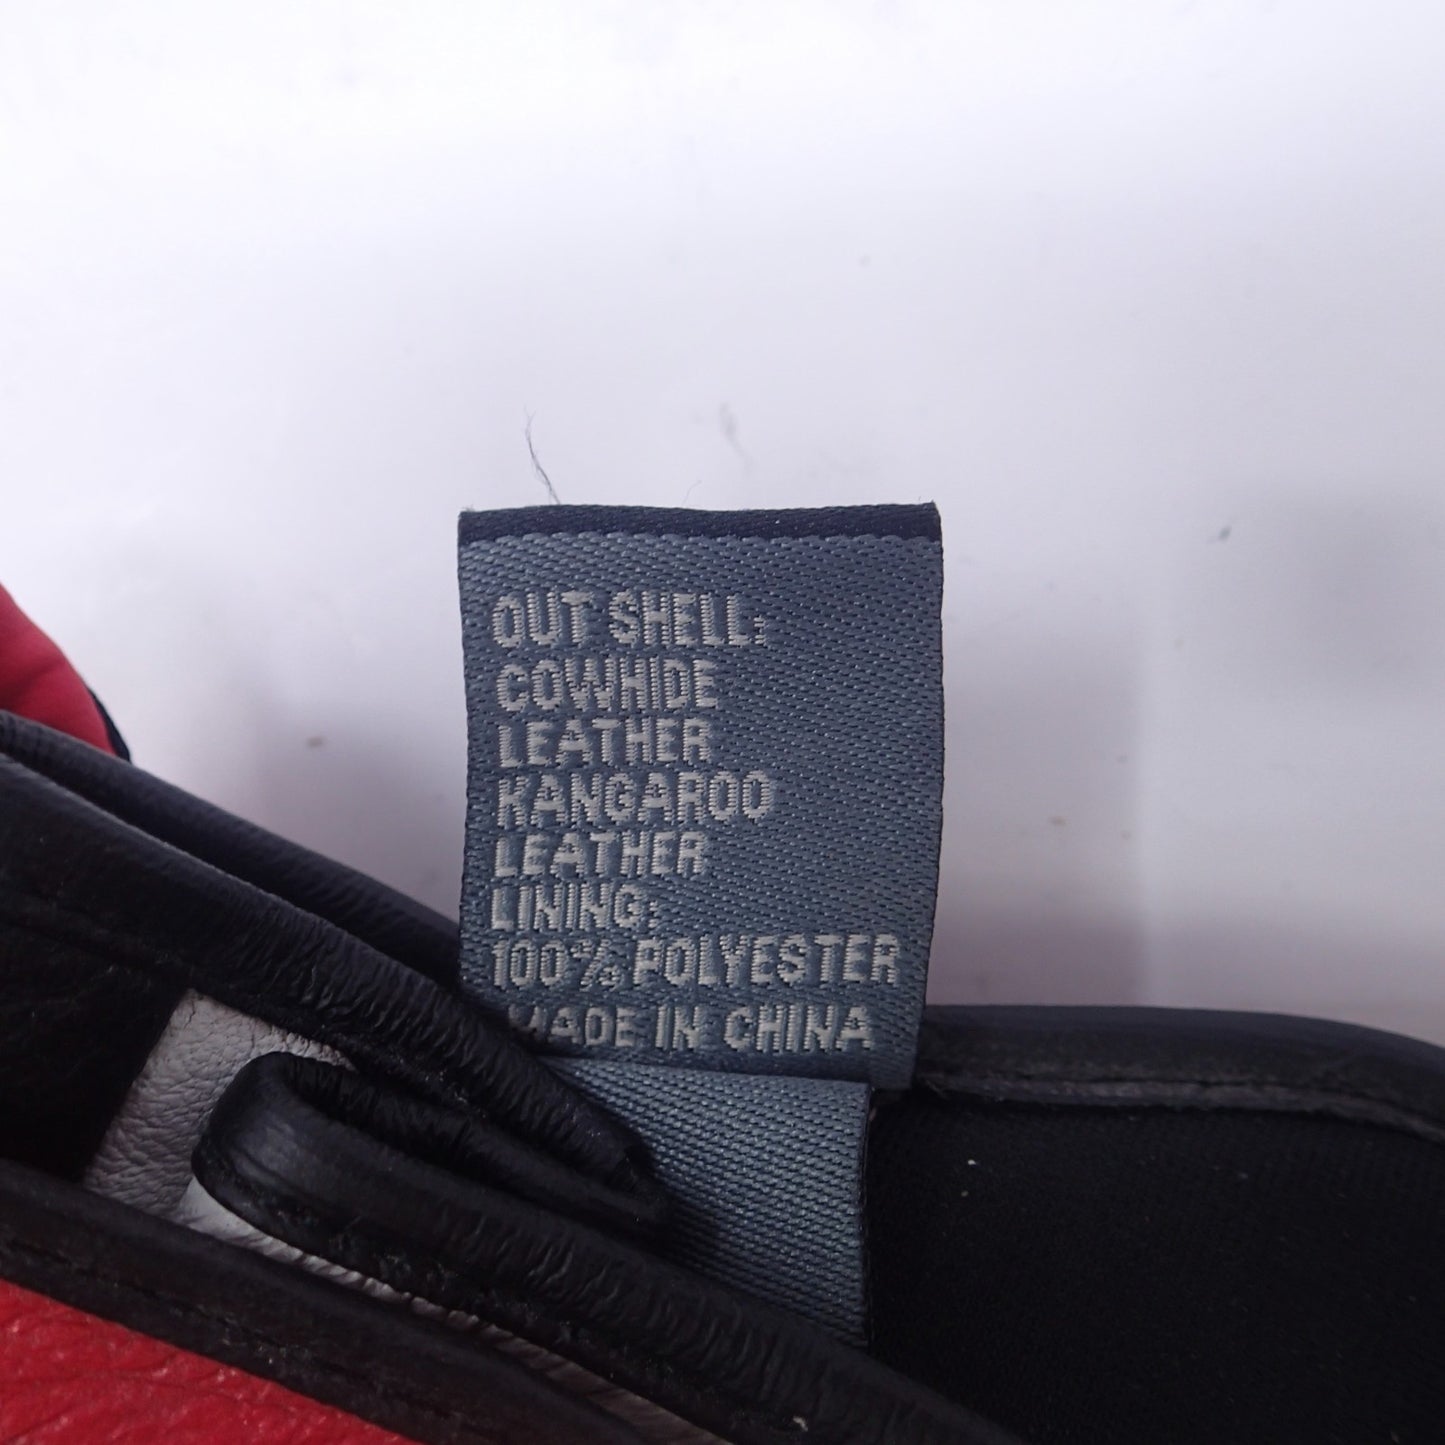 OUT SHELL:
COWHIDE
LEATHER
KANGAROO
LEATHER
LINING:
100% POLYESTER
MADE IN CHINA